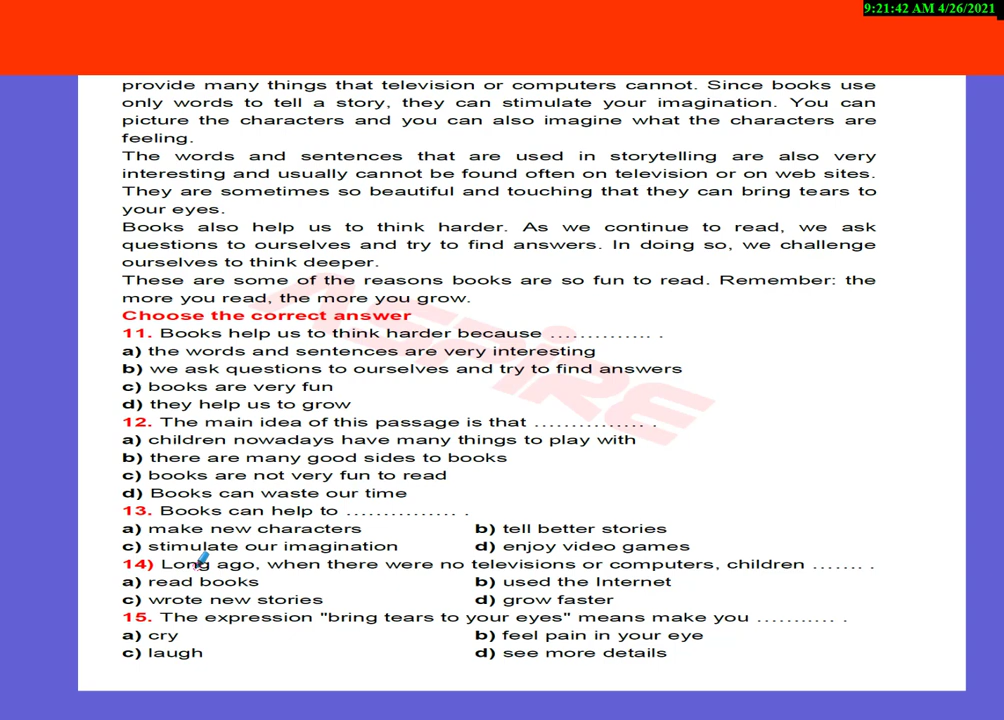 9:21:42 AM 4/26/2021
provide many things that television or computers cannot. Since books use
only words to tell a story, they can stimulate your imagination. You can
picture the characters and you can also imagine what the characters are
feeling.
The words and sentences that are used in storytelling are also very
interesting and usually cannot be found often on television or on web sites.
They are sometimes so beautiful and touching that they can bring tears to
your eyes.
Books also help us to think harder. As we continue to read, we ask
questions to ourselves and try to find answers. In doing so, we challenge
ourselves to think deeper.
These are some of the reasons books are so fun to read. Remember: the
more you read, the more you grow.
Choose the correct answer
11. Books help us to think harder because .............. .
a) the words and sentences are very interesting
b) we ask questions to ourselves and try to find answers
c) books are very fun
d) they help us to grow
12. The main idea of this passage is that ............... .
a) children nowadays have many things to play with
b) there are many good sides to books
c) books are not very fun to read
d) Books can waste our time
13. Books can help to ............... .
a) make new characters b) tell better stories
c) stimulate our imagination d) enjoy video games
14) Long ago, when there were no televisions or computers, children ....... .
a) read books b) used the Internet
c) wrote new stories d) grow faster
15. The expression "bring tears to your eyes" means make you ........... .
a) cry b) feel pain in your eye
c) laugh d) see more details
ASPIRE